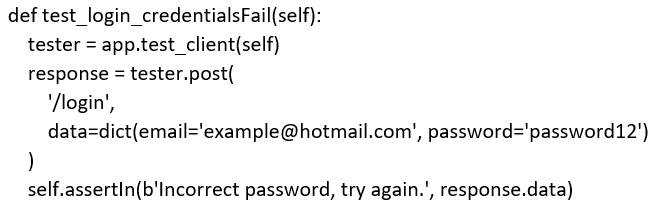 def test_login_credentialsFail(self):
tester = app.test_client(self)
response = tester.post(
'/login',
data=dict(email='example@hotmail.com', password='password12')
)
self.assertIn(b'Incorrect password, try again.', response.data)